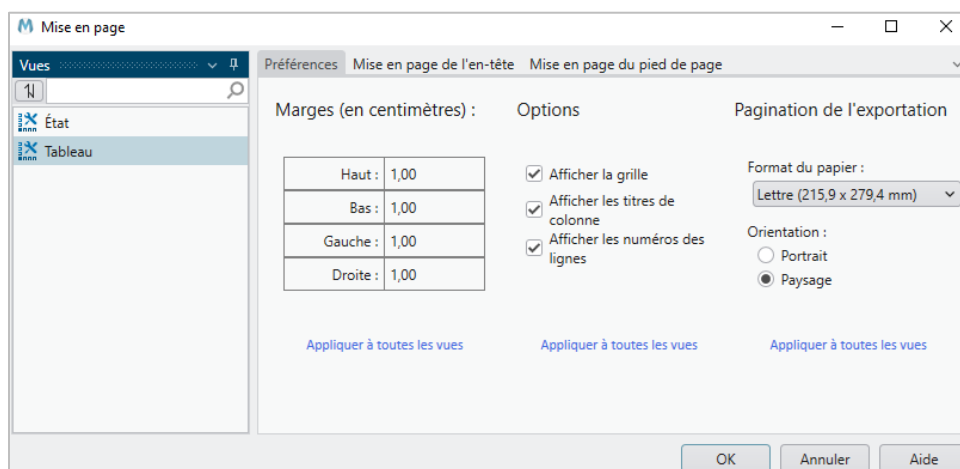 Mise en page
Vues
Préférences Mise en page de l'en-tête Mise en page du pied de page
État
Tableau
Marges (en centimètres) :
Haut : 1,00
Bas : 1,00
Gauche : 1,00
Droite : 1,00
Appliquer à toutes les vues
Options
Afficher la grille
Afficher les titres de
colonne
Afficher les numéros des
lignes
Appliquer à toutes les vues
Pagination de l'exportation
Format du papier :
Lettre (215,9 x 279,4 mm)
Orientation :
Portrait
Paysage
Appliquer à toutes les vues
OK Annuler Aide